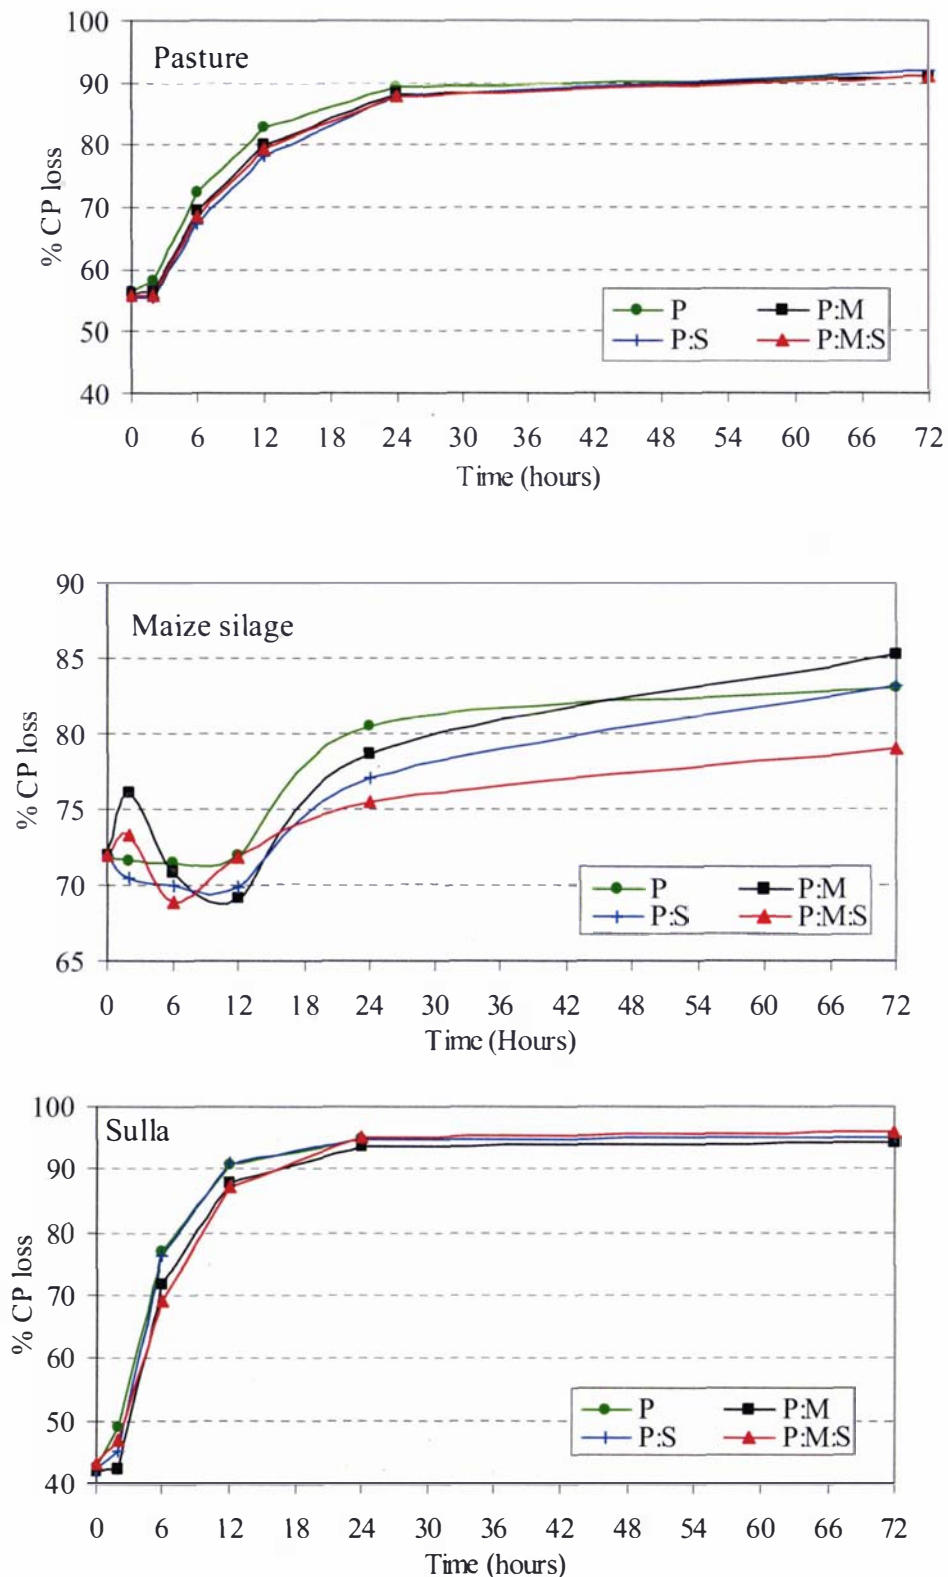 Pasture
% CP loss
100
90
80
70
60
50
40
P P:M
P:S P:M:S
0 6 12 18 24 30 36 42 48 54 60 66 72
Time (hours)
Maize silage
% CP loss
90
85
80
75
70
65
P P:M
P:S P:M:S
0 6 12 18 24 30 36 42 48 54 60 66 72
Time (Hours)
Sulla
% CP loss
100
90
80
70
60
50
40
P P:M
P:S P:M:S
0 6 12 18 24 30 36 42 48 54 60 66 72
Time (hours)